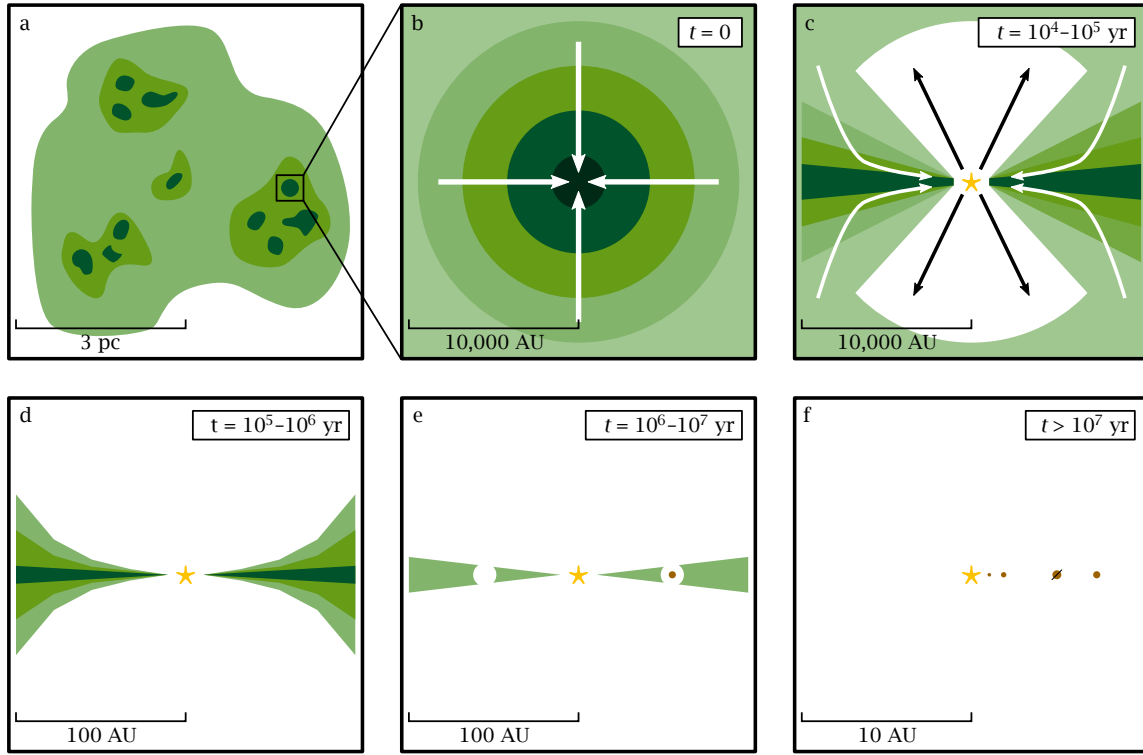 a
3 pc
b
t = 0
10,000 AU
c
t = 10⁴–10⁵ yr
10,000 AU
d
t = 10⁵–10⁶ yr
100 AU
e
t = 10⁶–10⁷ yr
100 AU
f
t > 10⁷ yr
10 AU